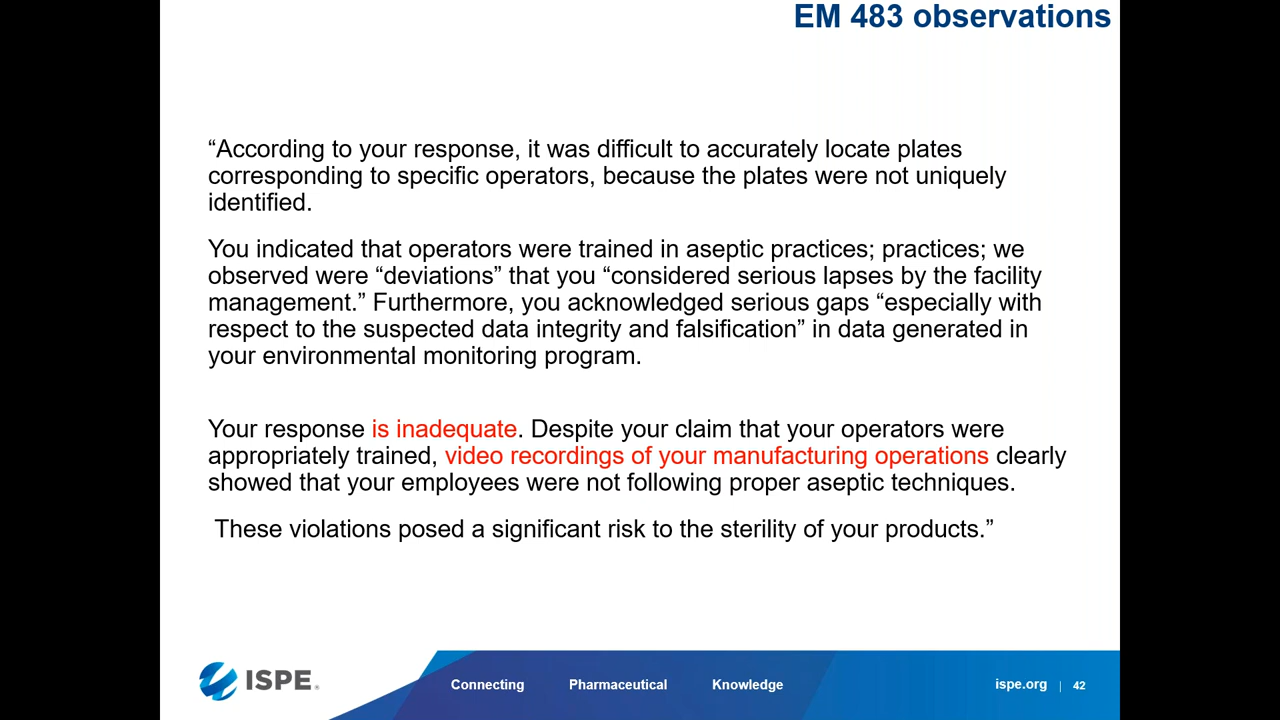 EM 483 observations
“According to your response, it was difficult to accurately locate plates
corresponding to specific operators, because the plates were not uniquely
identified.
You indicated that operators were trained in aseptic practices; practices; we
observed were “deviations” that you “considered serious lapses by the facility
management.” Furthermore, you acknowledged serious gaps “especially with
respect to the suspected data integrity and falsification” in data generated in
your environmental monitoring program.
Your response is inadequate. Despite your claim that your operators were
appropriately trained, video recordings of your manufacturing operations clearly
showed that your employees were not following proper aseptic techniques.
These violations posed a significant risk to the sterility of your products.”
ISPE®
Connecting Pharmaceutical Knowledge
ispe.org | 42